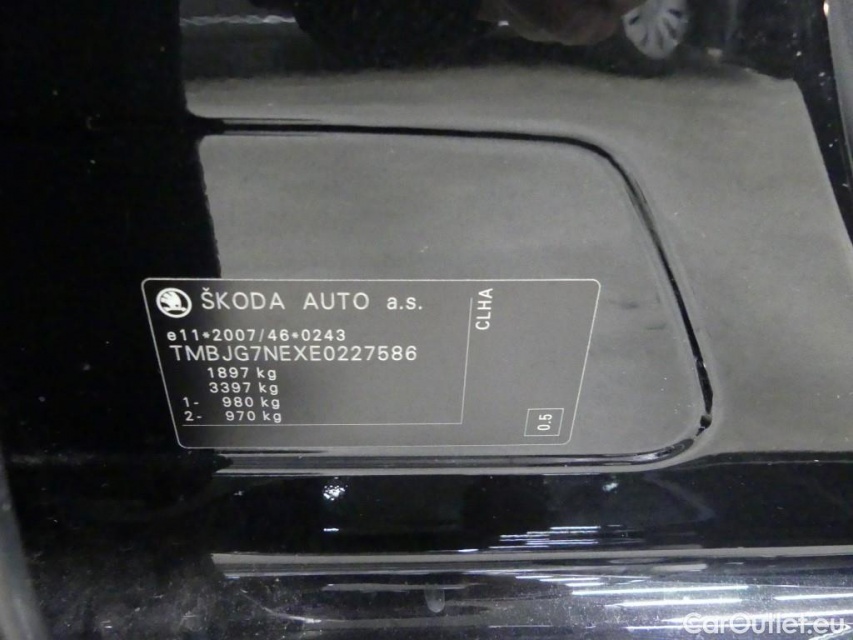 ŠKODA AUTO a.s.
e11*2007/46*0243
TMBJG7NEXE0227586
1897 kg
3397 kg
1- 980 kg
2- 970 kg
CLHA
0.5
CarOutlet.eu